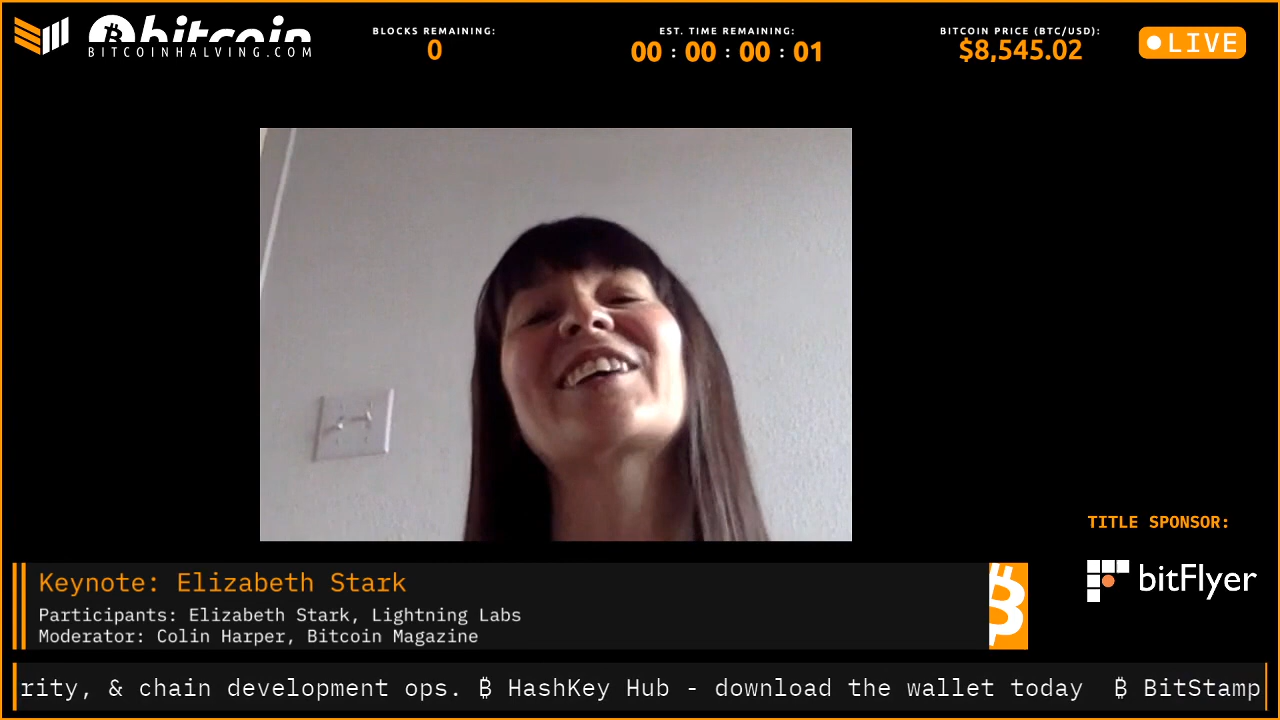 bitcoin
BITCOINHALVING.COM
BLOCKS REMAINING:
0
EST. TIME REMAINING:
00 : 00 : 00 : 01
BITCOIN PRICE (BTC/USD):
$8,545.02
LIVE
TITLE SPONSOR:
bitFlyer
Keynote: Elizabeth Stark
Participants: Elizabeth Stark, Lightning Labs
Moderator: Colin Harper, Bitcoin Magazine
rity, & chain development ops. ₿ HashKey Hub - download the wallet today ₿ BitStamp